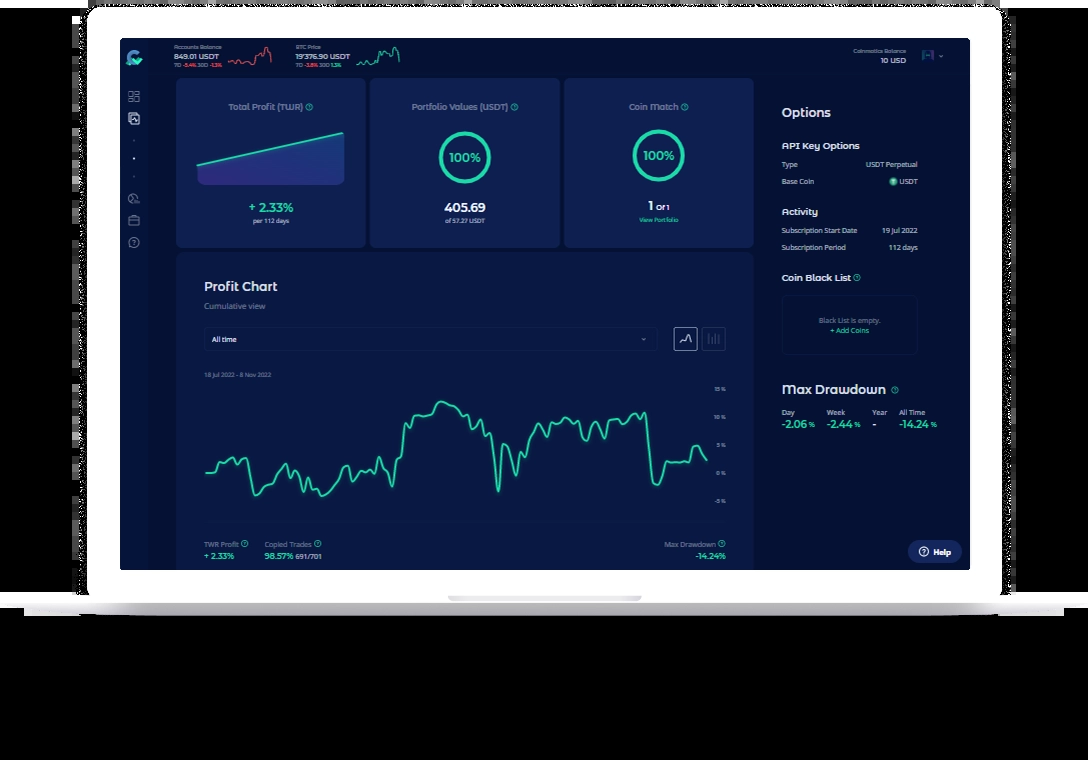 Accounts Balance
849.01 USDT
7D -5.4% 30D -1.3%
BTC Price
19'376.90 USDT
7D -3.8% 30D 1.3%
Coinmatics Balance
10 USD
Total Profit (TWR)
+ 2.33%
per 112 days
Portfolio Values (USDT)
100%
405.69
of 57.27 USDT
Coin Match
100%
1 Of 1
View Portfolio
Options
API Key Options
Type USDT Perpetual
Base Coin USDT
Activity
Subscription Start Date 19 jul 2022
Subscription Period 112 days
Coin Black List
Black List is empty.
+ Add Coins
Max Drawdown
Day Week Year All Time
-2.06 % -2.44 % - -14.24 %
Profit Chart
Cumulative view
All time
18 Jul 2022 - 8 Nov 2022
15 %
10 %
5 %
0 %
-5 %
TWR Profit
+ 2.33%
Copied Trades
98.57% 691/701
Max Drawdown
-14.24%
Help